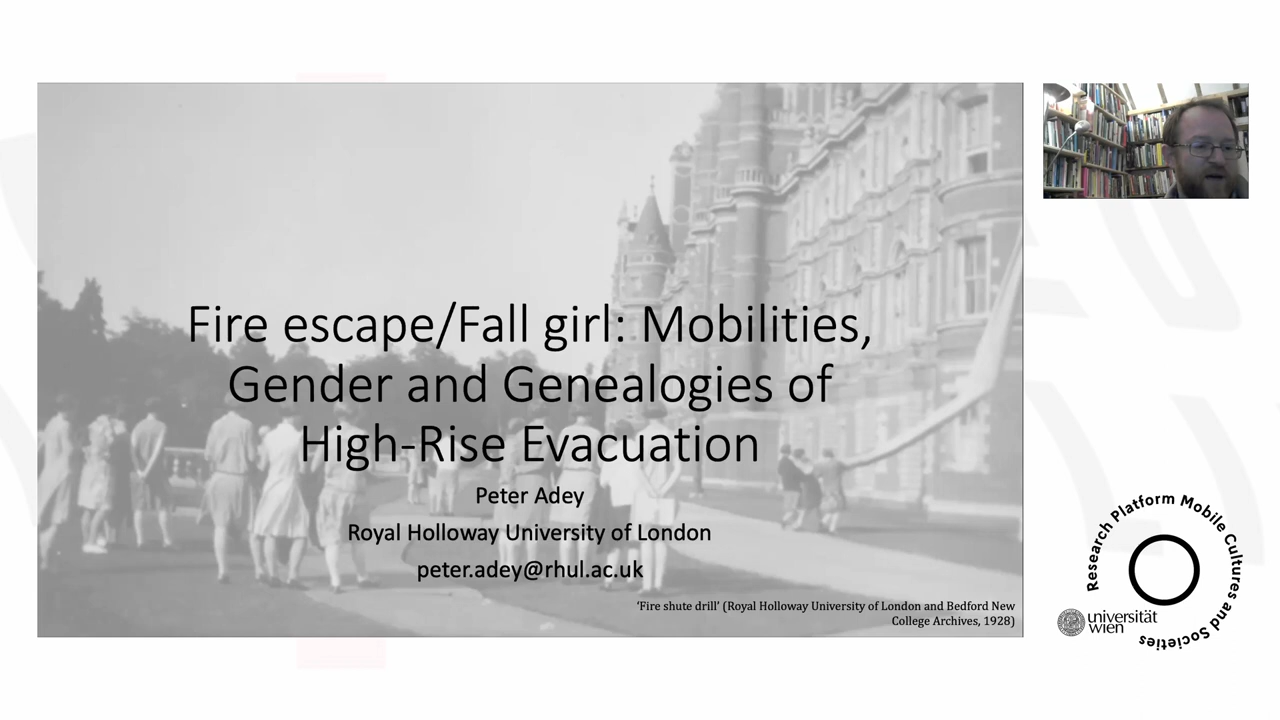 Fire escape/Fall girl: Mobilities,
Gender and Genealogies of
High-Rise Evacuation
Peter Adey
Royal Holloway University of London
peter.adey@rhul.ac.uk
‘Fire shute drill’ (Royal Holloway University of London and Bedford New
College Archives, 1928)
Research Platform Mobile Cultures and Societies
universität
wien